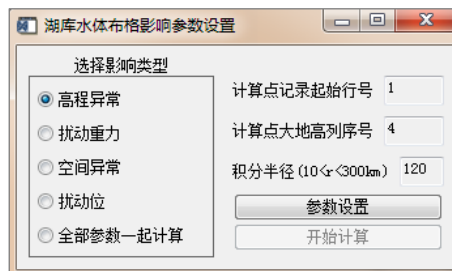 湖库水体布格影响参数设置
选择影响类型
高程异常
扰动重力
空间异常
扰动位
全部参数一起计算
计算点记录起始行号 1
计算点大地高列序号 4
积分半径(10<r<300km) 120
参数设置
开始计算